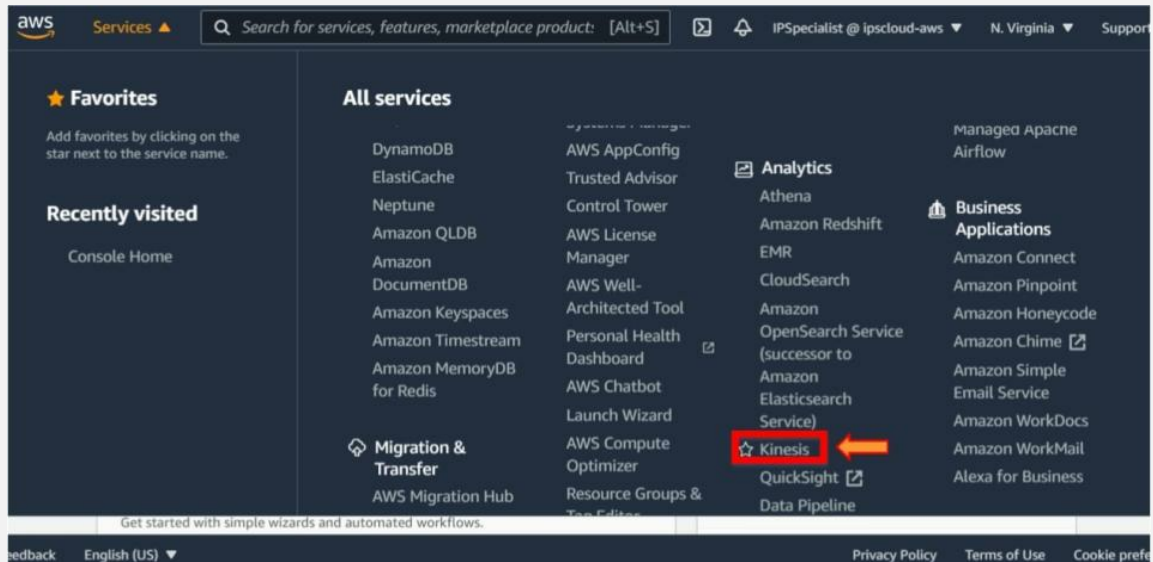 aws
Services ▲
Search for services, features, marketplace product: [Alt+S]
IPSpecialist @ ipscloud-aws ▼
N. Virginia ▼
Support
Favorites
Add favorites by clicking on the
star next to the service name.
Recently visited
Console Home
All services
DynamoDB
ElastiCache
Neptune
Amazon QLDB
Amazon
DocumentDB
Amazon Keyspaces
Amazon Timestream
Amazon MemoryDB
for Redis
Migration &
Transfer
AWS Migration Hub
Systems Manager
AWS AppConfig
Trusted Advisor
Control Tower
AWS License
Manager
AWS Well-
Architected Tool
Personal Health
Dashboard
AWS Chatbot
Launch Wizard
AWS Compute
Optimizer
Resource Groups &
Tag Editor
Analytics
Athena
Amazon Redshift
EMR
CloudSearch
Amazon
OpenSearch Service
(successor to
Amazon
Elasticsearch
Service)
Kinesis
QuickSight
Data Pipeline
Managed Apache
Airflow
Business
Applications
Amazon Connect
Amazon Pinpoint
Amazon Honeycode
Amazon Chime
Amazon Simple
Email Service
Amazon WorkDocs
Amazon WorkMail
Alexa for Business
Get started with simple wizards and automated workflows.
eedback
English (US) ▼
Privacy Policy
Terms of Use
Cookie prefe